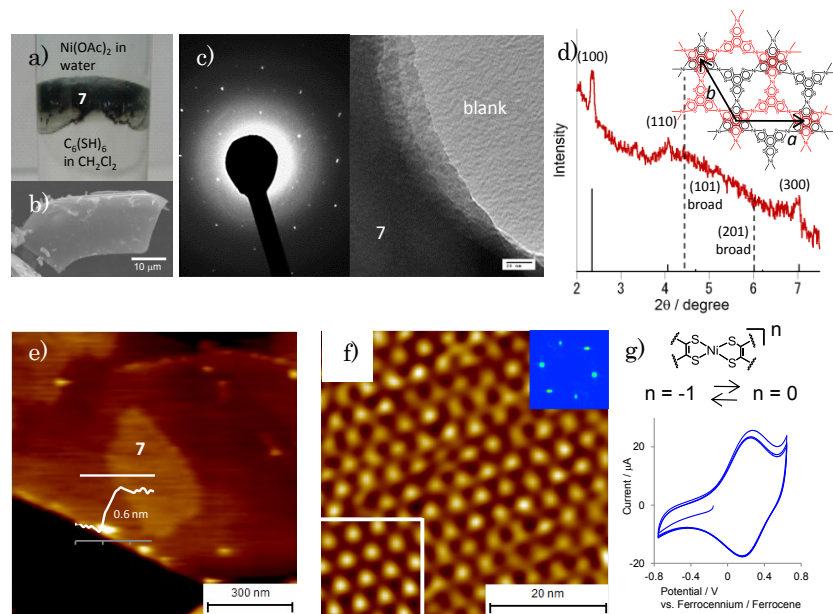 a)
Ni(OAc)2 in
water
7
C6(SH)6
in CH2Cl2
b)
10 μm
c)
blank
7
d)
(100)
(110)
(101)
broad
(201)
broad
(300)
b
a
Intensity
2
3
4
5
6
7
2θ / degree
e)
7
0.6 nm
300 nm
f)
20 nm
g)
n
S
S
Ni
S
S
n = -1
n = 0
20
0
-20
Current / μA
-0.8
-0.4
0
0.4
0.8
Potential / V
vs. Ferrocennium / Ferrocene